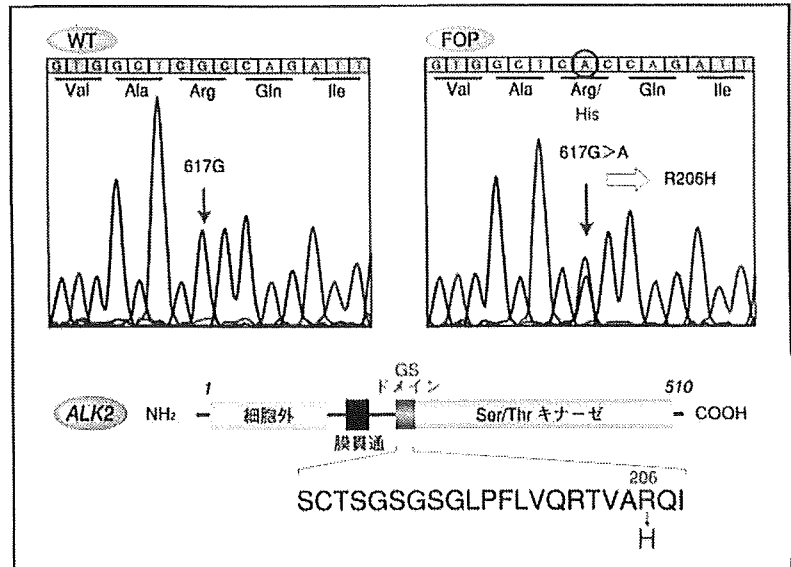 WT
GTGGCTCGCCAGATT
Val Ala Arg Gln Ile
617G
FOP
GTGGCTCACCAGATT
Val Ala Arg/ Gln Ile
His
617G>A
R206H
GS
ドメイン
1
510
ALK2
NH₂
細胞外
Ser/Thr キナーゼ
COOH
膜貫通
206
SCTSGSGSGLPFLVQRTVARQI
H